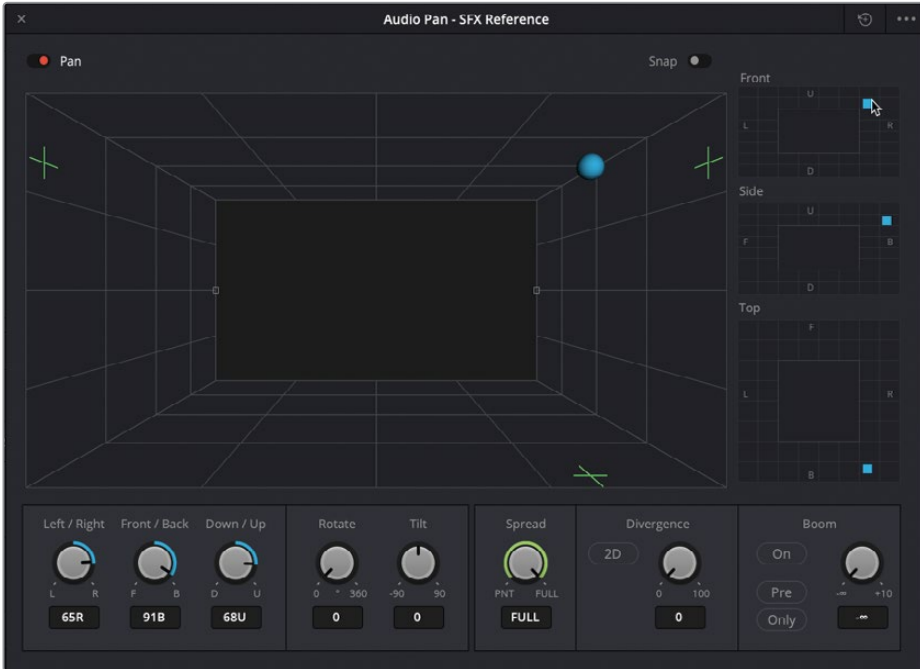 × Audio Pan - SFX Reference •••
Pan
Snap
Front
U
L R
D
Side
U
F B
D
Top
F
L R
B
Left / Right Front / Back Down / Up Rotate Tilt Spread Divergence Boom
2D On
L R F B D U 0 ° 360 -90 90 PNT FULL 0 100 -∞ +10
Pre
65R 91B 68U 0 0 FULL 0 -∞
Only